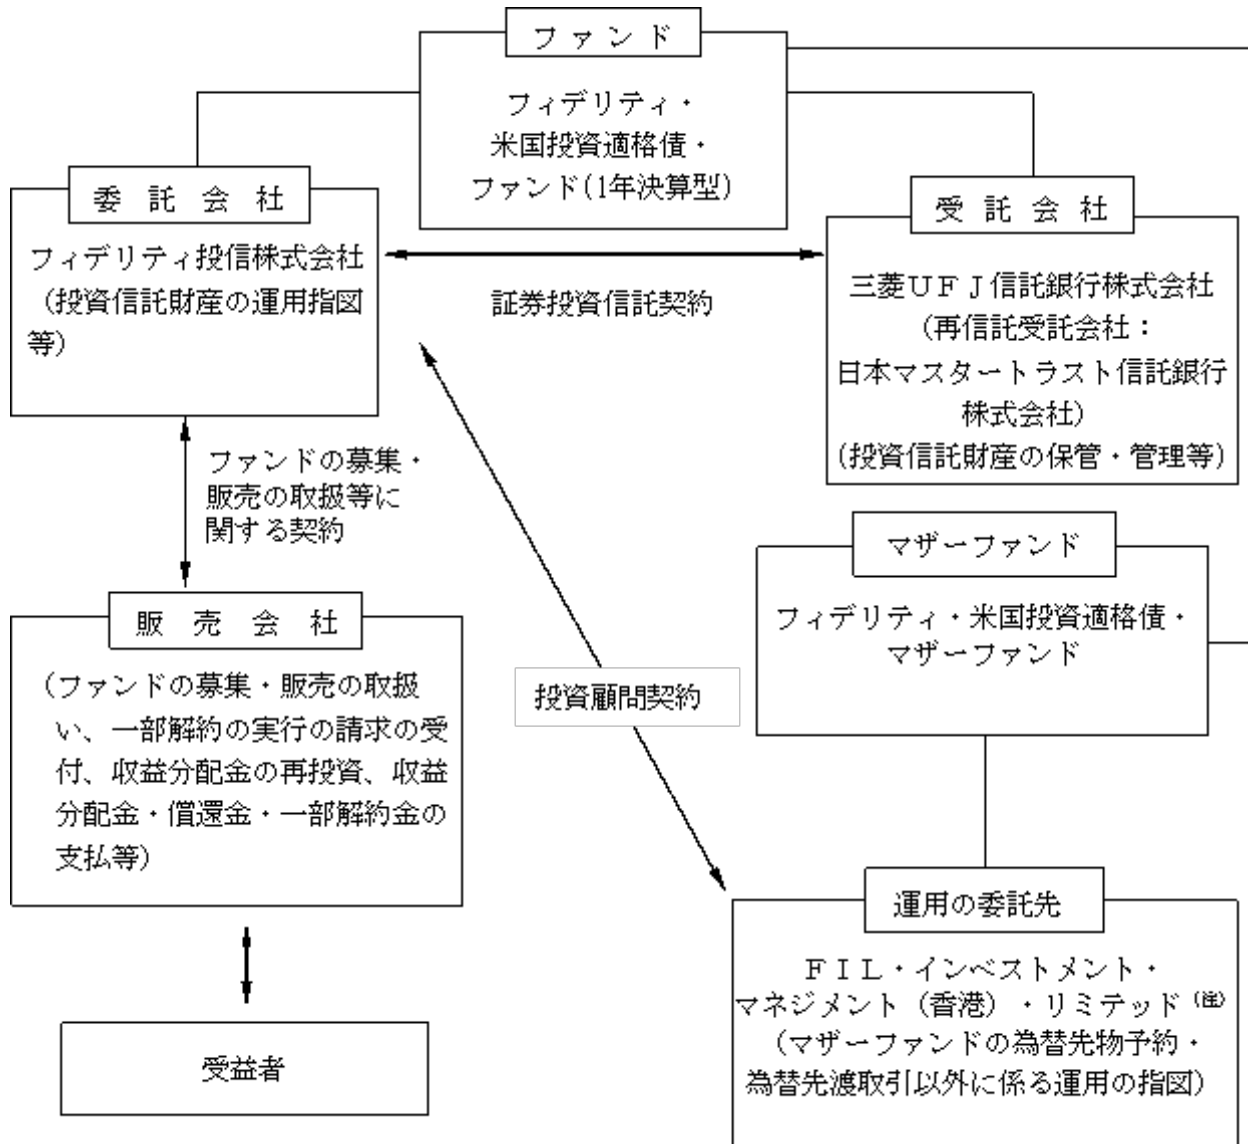 ファンド
フィデリティ・
米国投資適格債・
ファンド(1年決算型)
委託会社
フィデリティ投信株式会社
(投資信託財産の運用指図
等)
証券投資信託契約
受託会社
三菱ＵＦＪ信託銀行株式会社
(再信託受託会社：
日本マスタートラスト信託銀行
株式会社)
(投資信託財産の保管・管理等)
ファンドの募集・
販売の取扱等に
関する契約
マザーファンド
フィデリティ・米国投資適格債・
マザーファンド
販売会社
(ファンドの募集・販売の取扱
い、一部解約の実行の請求の受
付、収益分配金の再投資、収益
分配金・償還金・一部解約金の
支払等)
投資顧問契約
運用の委託先
ＦＩＬ・インベストメント・
マネジメント（香港）・リミテッド(注)
（マザーファンドの為替先物予約・
為替先渡取引以外に係る運用の指図）
受益者